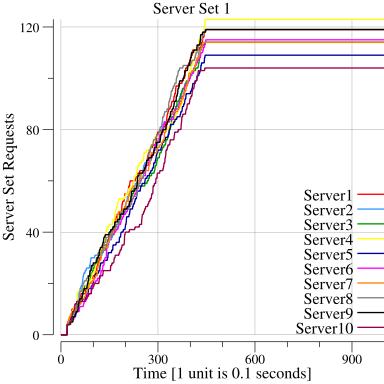 Server Set 1
Server Set Requests
120
80
40
0
Server1
Server2
Server3
Server4
Server5
Server6
Server7
Server8
Server9
Server10
0 300 600 900
Time [1 unit is 0.1 seconds]